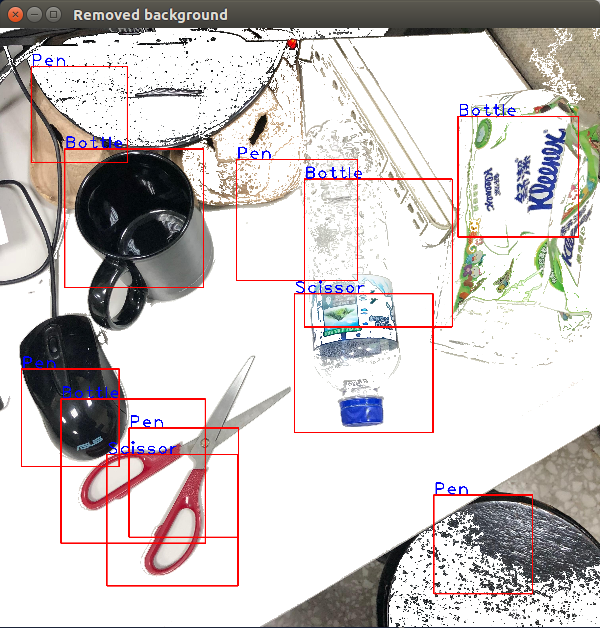 Removed background
Pen
Bottle
Bottle
Pen
Bottle
Kleenex
Scissor
Pen
Bottle
Pen
Scissor
ASUS
Pen